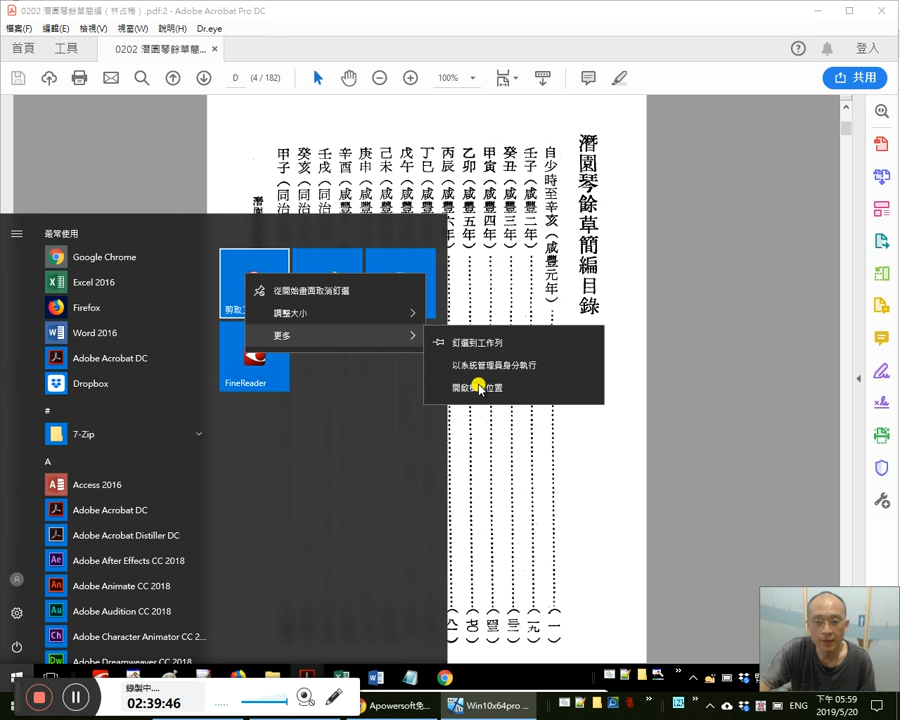 0202 潛園琴餘草簡編（林占梅）.pdf:2 - Adobe Acrobat Pro DC
檔案(F) 編輯(E) 檢視(V) 視窗(W) 說明(H) Dr.eye
首頁 工具 0202 潛園琴餘草簡... × 登入
D (4 / 182) 100% 共用
潛園琴餘草簡編目錄
自少時至辛亥（咸豐元年）
壬子（咸豐二年）
癸丑（咸豐三年）
甲寅（咸豐四年）
乙卯（咸豐五年）
丙辰（咸豐六年）
丁巳（咸豐
戊午（咸豐
己未（咸豐
庚申（咸豐
辛酉（咸豐
壬戌（同治
癸亥（同治
甲子（同治
潛
最常使用
Google Chrome
Excel 2016
Firefox
Word 2016
Adobe Acrobat DC
Dropbox
#
7-Zip
A
Access 2016
Adobe Acrobat DC
Adobe Acrobat Distiller DC
Adobe After Effects CC 2018
Adobe Animate CC 2018
Adobe Audition CC 2018
Adobe Character Animator CC 2...
Adobe Dreamweaver CC 2018
剪取
FineReader
從開始畫面取消釘選
調整大小
更多
釘選到工作列
以系統管理員身分執行
開啟檔案位置
（一）
（一九）
錄製中....
02:39:46
Apowersoft免...
Win10x64pro ...
ENG
下午 05:59
2019/5/20